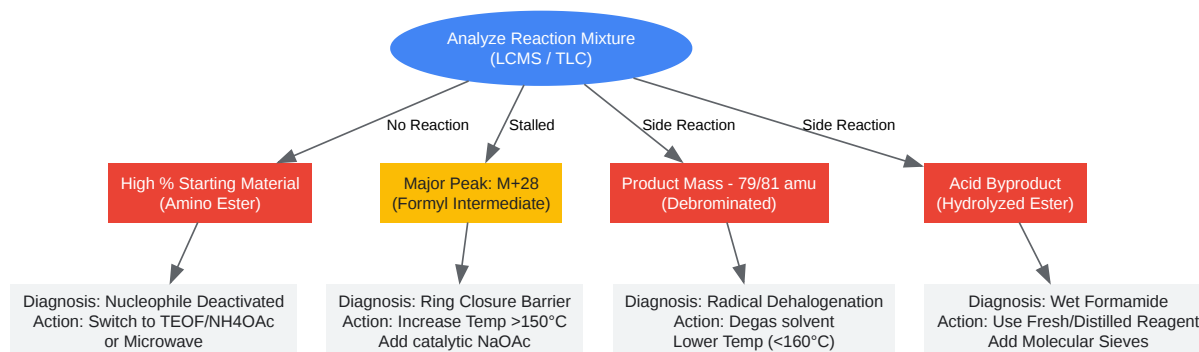 Analyze Reaction Mixture
(LCMS / TLC)
No Reaction
Stalled
Side Reaction
Side Reaction
High % Starting Material
(Amino Ester)
Major Peak: M+28
(Formyl Intermediate)
Product Mass - 79/81 amu
(Debrominated)
Acid Byproduct
(Hydrolyzed Ester)
Diagnosis: Nucleophile Deactivated
Action: Switch to TEOF/NH4OAc
or Microwave
Diagnosis: Ring Closure Barrier
Action: Increase Temp >150°C
Add catalytic NaOAc
Diagnosis: Radical Dehalogenation
Action: Degas solvent
Lower Temp (<160°C)
Diagnosis: Wet Formamide
Action: Use Fresh/Distilled Reagent
Add Molecular Sieves